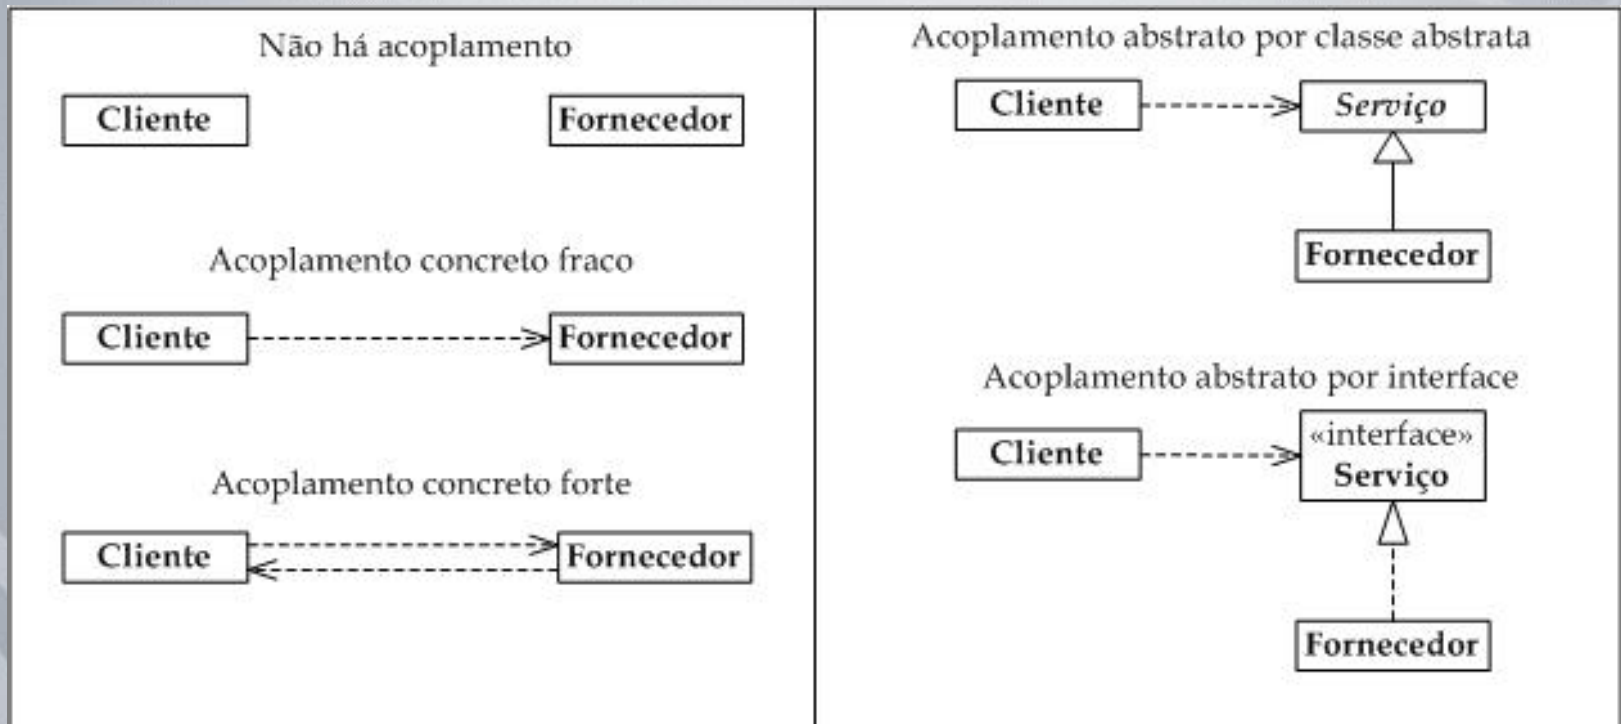 Não há acoplamento
Cliente
Fornecedor
Acoplamento concreto fraco
Cliente
Fornecedor
Acoplamento concreto forte
Cliente
Fornecedor
Acoplamento abstrato por classe abstrata
Cliente
Serviço
Fornecedor
Acoplamento abstrato por interface
Cliente
«interface»
Serviço
Fornecedor